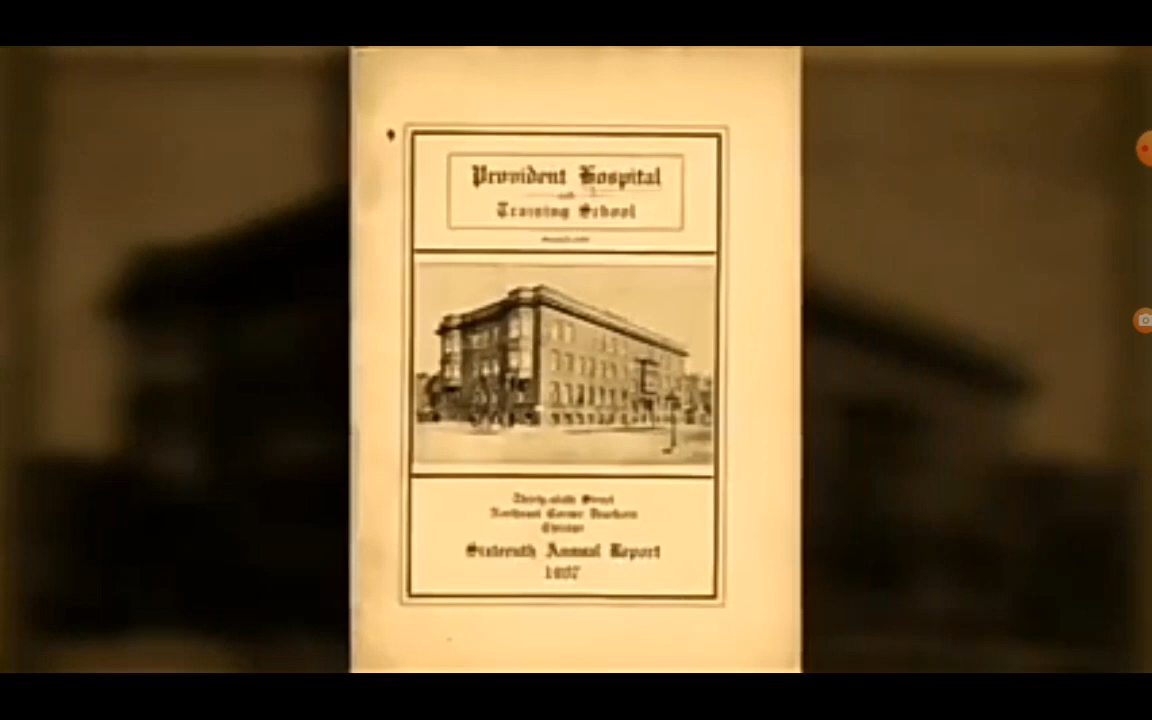 Provident Hospital
and
Training School
Thirty-sixth Street
Northeast Corner Dearborn
Chicago
Sixteenth Annual Report
1907